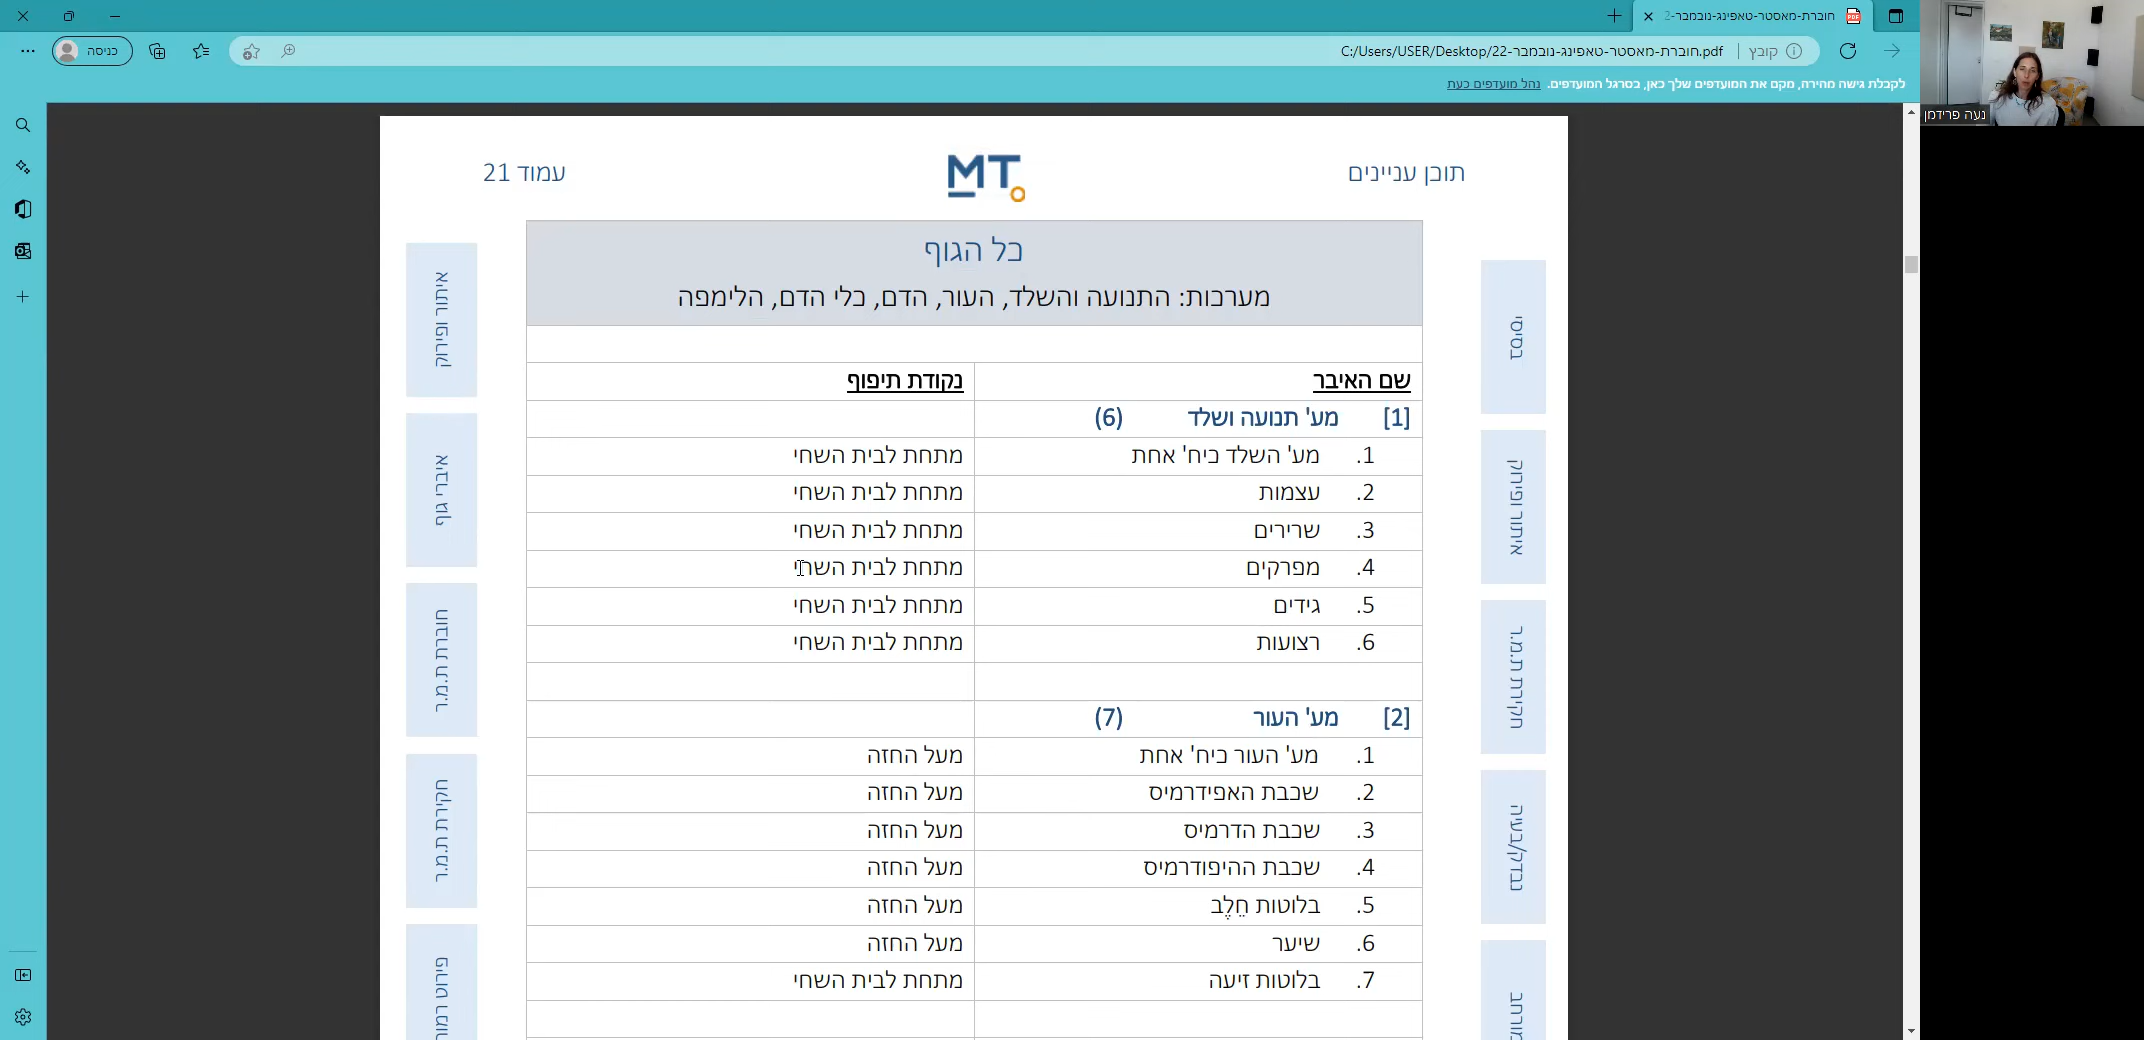 חוברת-מאסטר-טאפינג-נובמבר-2
כניסה
קובץ
C:/Users/USER/Desktop/חוברת-מאסטר-טאפינג-נובמבר-22.pdf
לקבלת גישה מהירה, מקם את המועדפים שלך כאן, בסרגל המועדפים. נהל מועדפים כעת
נעה פרידמן
תוכן עניינים
MT
עמוד 21
כל הגוף
מערכות: התנועה והשלד, העור, הדם, כלי הדם, הלימפה
שם האיבר נקודת תיפוף
[1] מע' תנועה ושלד (6)
1. מע' השלד כיח' אחת מתחת לבית השחי
2. עצמות מתחת לבית השחי
3. שרירים מתחת לבית השחי
4. מפרקים מתחת לבית השחי
5. גידים מתחת לבית השחי
6. רצועות מתחת לבית השחי
[2] מע' העור (7)
1. מע' העור כיח' אחת מעל החזה
2. שכבת האפידרמיס מעל החזה
3. שכבת הדרמיס מעל החזה
4. שכבת ההיפודרמיס מעל החזה
5. בלוטות חֵלֶב מעל החזה
6. שיער מעל החזה
7. בלוטות זיעה מתחת לבית השחי
בסיסי
איתור ופירוק
חקירת ת.מ.ר
נבדק/בעיה
מורחב
איתור ופירוק
איברי גוף
חוברת ת.מ.ר
חקירת ת.מ.ר
פירוט